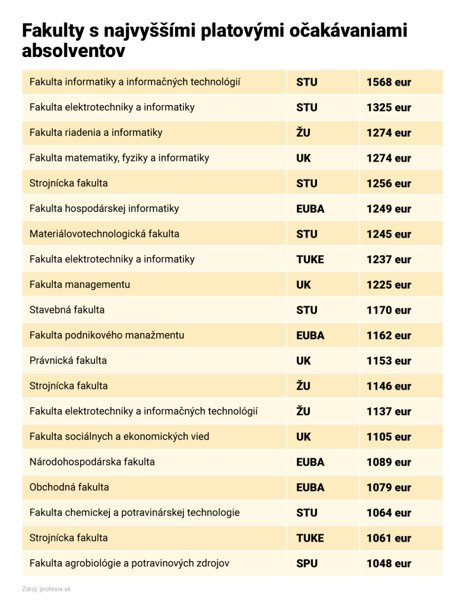 Fakulty s najvyššími platovými očakávaniami
absolventov
Fakulta informatiky a informačných technológií STU 1568 eur
Fakulta elektrotechniky a informatiky STU 1325 eur
Fakulta riadenia a informatiky ŽU 1274 eur
Fakulta matematiky, fyziky a informatiky UK 1274 eur
Strojnícka fakulta STU 1256 eur
Fakulta hospodárskej informatiky EUBA 1249 eur
Materiálovotechnologická fakulta STU 1245 eur
Fakulta elektrotechniky a informatiky TUKE 1237 eur
Fakulta managementu UK 1225 eur
Stavebná fakulta STU 1170 eur
Fakulta podnikového manažmentu EUBA 1162 eur
Právnická fakulta UK 1153 eur
Strojnícka fakulta ŽU 1146 eur
Fakulta elektrotechniky a informačných technológií ŽU 1137 eur
Fakulta sociálnych a ekonomických vied UK 1105 eur
Národohospodárska fakulta EUBA 1089 eur
Obchodná fakulta EUBA 1079 eur
Fakulta chemickej a potravinárskej technologie STU 1064 eur
Strojnícka fakulta TUKE 1061 eur
Fakulta agrobiológie a potravinových zdrojov SPU 1048 eur
Zdroj: profesia.sk